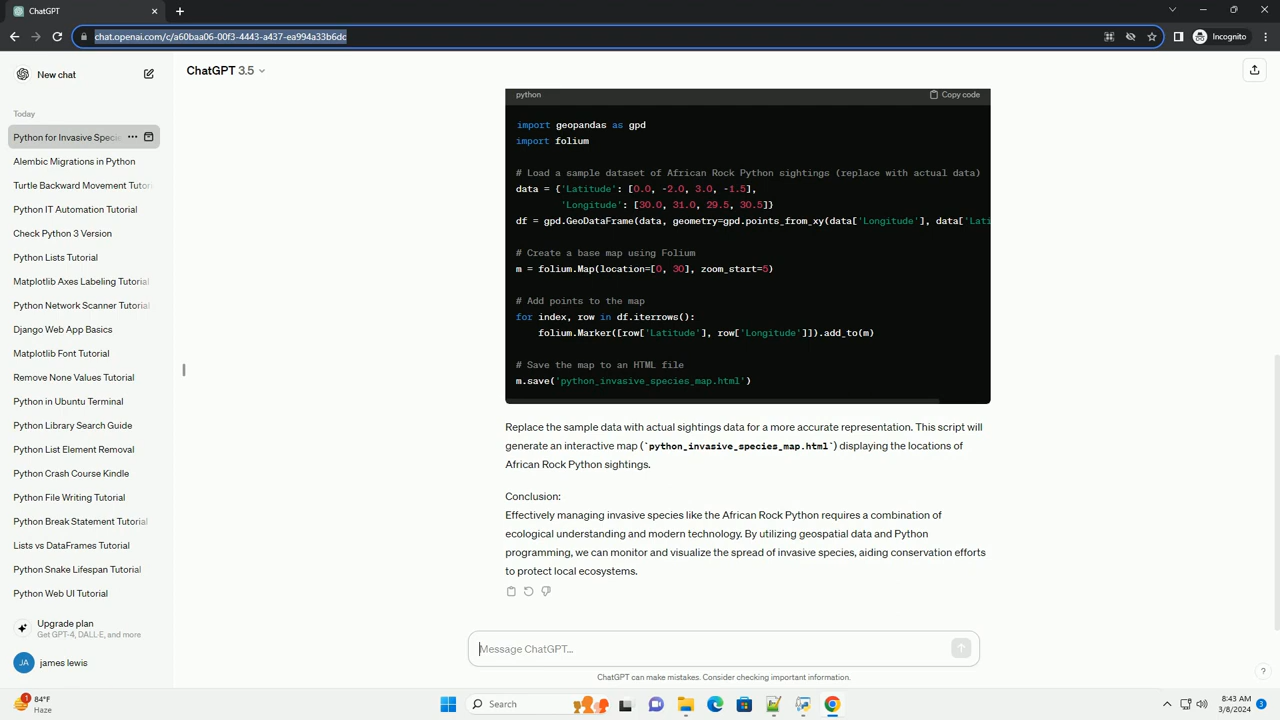 ChatGPT
chat.openai.com/c/a60baa06-00f3-4443-a437-ea994a33b6dc
Incognito
New chat
ChatGPT 3.5
Today
Python for Invasive Specie
Alembic Migrations in Python
Turtle Backward Movement Tutori
Python IT Automation Tutorial
Check Python 3 Version
Python Lists Tutorial
Matplotlib Axes Labeling Tutorial
Python Network Scanner Tutorial
Django Web App Basics
Matplotlib Font Tutorial
Remove None Values Tutorial
Python in Ubuntu Terminal
Python Library Search Guide
Python List Element Removal
Python Crash Course Kindle
Python File Writing Tutorial
Python Break Statement Tutorial
Lists vs DataFrames Tutorial
Python Snake Lifespan Tutorial
Python Web UI Tutorial
Upgrade plan
Get GPT-4, DALL·E, and more
JA james lewis
python
Copy code
import geopandas as gpd
import folium
# Load a sample dataset of African Rock Python sightings (replace with actual data)
data = {'Latitude': [0.0, -2.0, 3.0, -1.5],
'Longitude': [30.0, 31.0, 29.5, 30.5]}
df = gpd.GeoDataFrame(data, geometry=gpd.points_from_xy(data['Longitude'], data['Lati
# Create a base map using Folium
m = folium.Map(location=[0, 30], zoom_start=5)
# Add points to the map
for index, row in df.iterrows():
folium.Marker([row['Latitude'], row['Longitude']]).add_to(m)
# Save the map to an HTML file
m.save('python_invasive_species_map.html')
Replace the sample data with actual sightings data for a more accurate representation. This script will
generate an interactive map (`python_invasive_species_map.html`) displaying the locations of
African Rock Python sightings.
Conclusion:
Effectively managing invasive species like the African Rock Python requires a combination of
ecological understanding and modern technology. By utilizing geospatial data and Python
programming, we can monitor and visualize the spread of invasive species, aiding conservation efforts
to protect local ecosystems.
Message ChatGPT...
ChatGPT can make mistakes. Consider checking important information.
?
1
84°F
Haze
Search
8:43 AM
3/8/2024
3